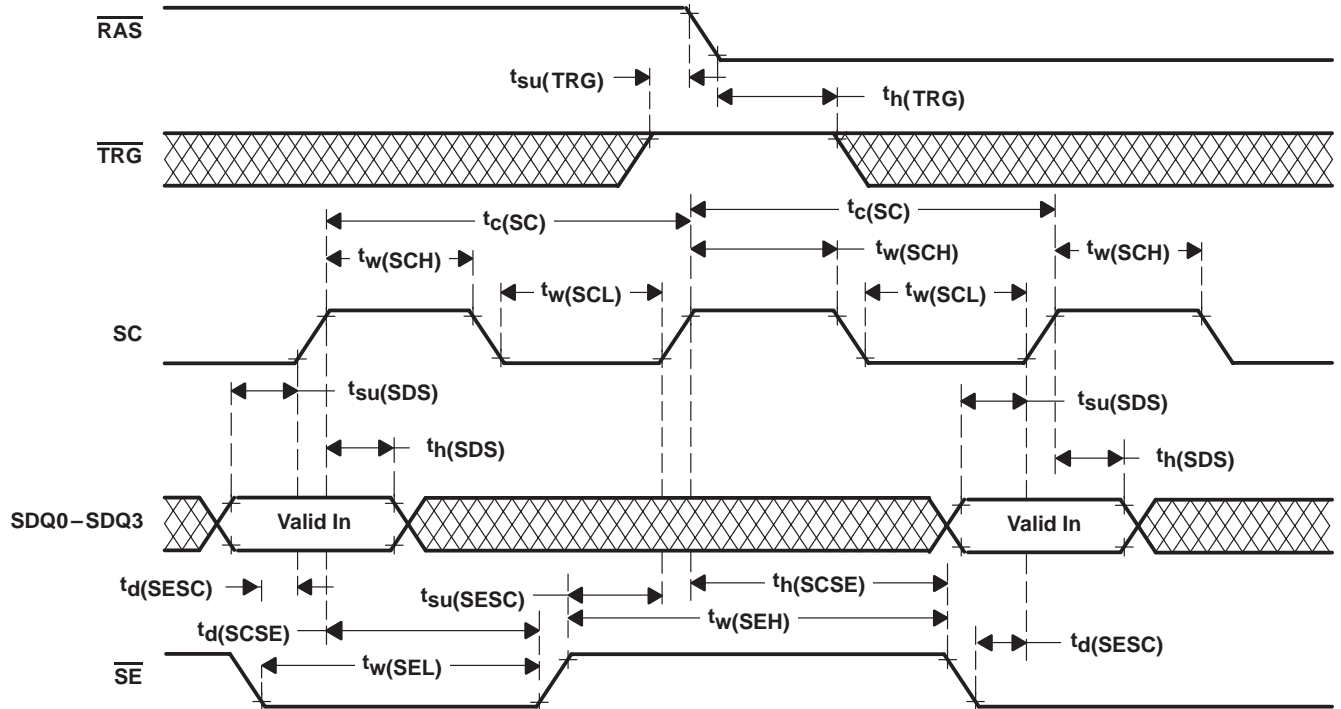 RAS
tsu(TRG)
th(TRG)
TRG
tc(SC)
tc(SC)
tw(SCH)
tw(SCH)
tw(SCH)
tw(SCL)
tw(SCL)
SC
tsu(SDS)
tsu(SDS)
th(SDS)
th(SDS)
SDQ0–SDQ3
Valid In
Valid In
td(SESC)
tsu(SESC)
th(SCSE)
td(SCSE)
tw(SEH)
tw(SEL)
td(SESC)
SE